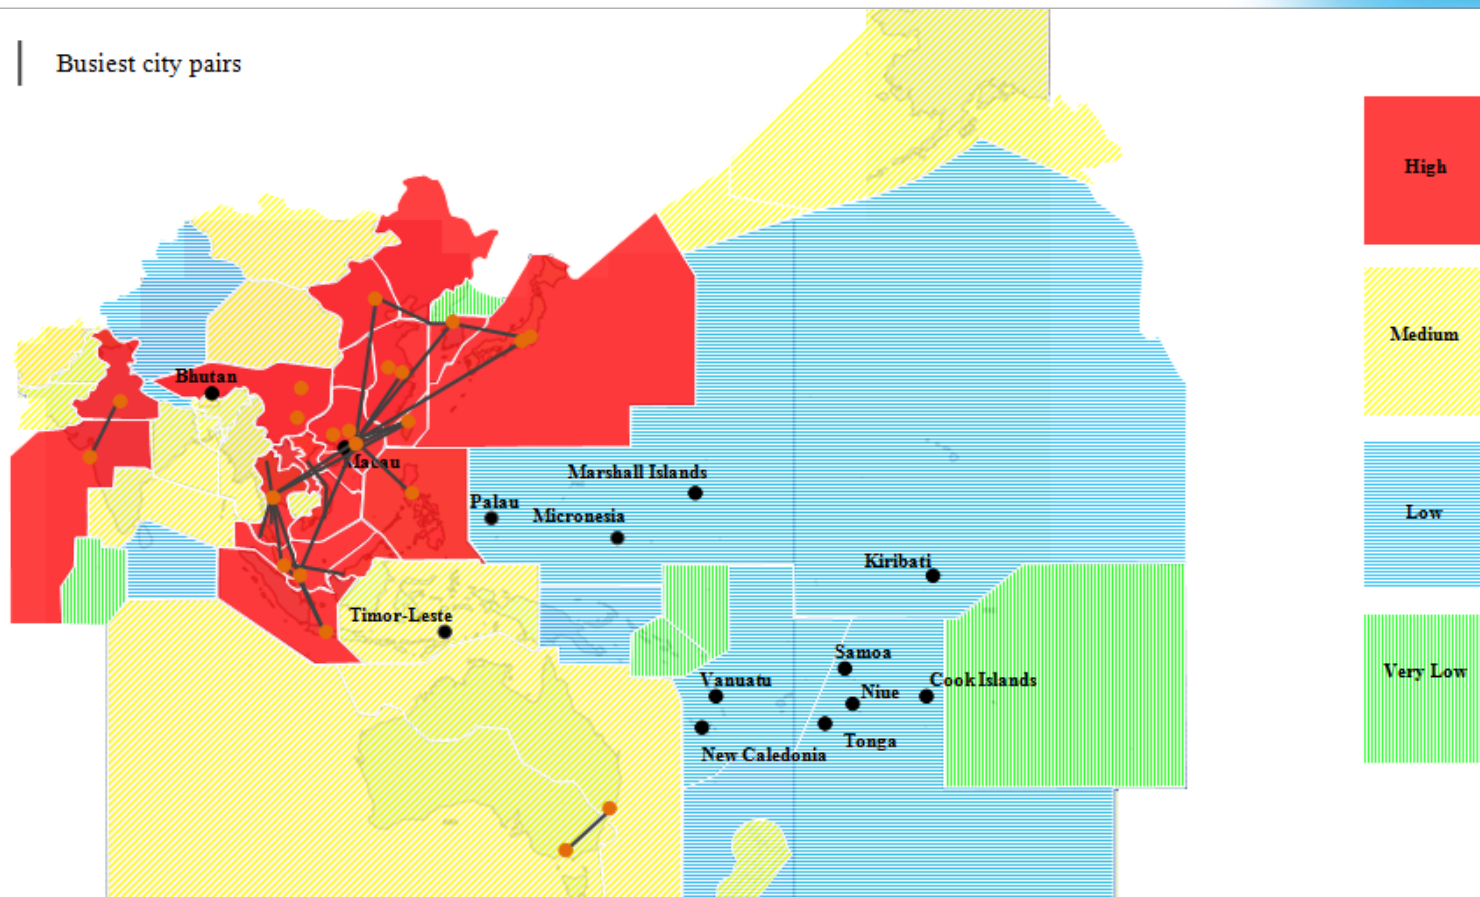 Busiest city pairs
High
Medium
Bhutan
Macau
Marshall Islands
Palau
Micronesia
Low
Kiribati
Timor-Leste
Samoa
Very Low
Vanuatu
Cook Islands
Niue
Tonga
New Caledonia